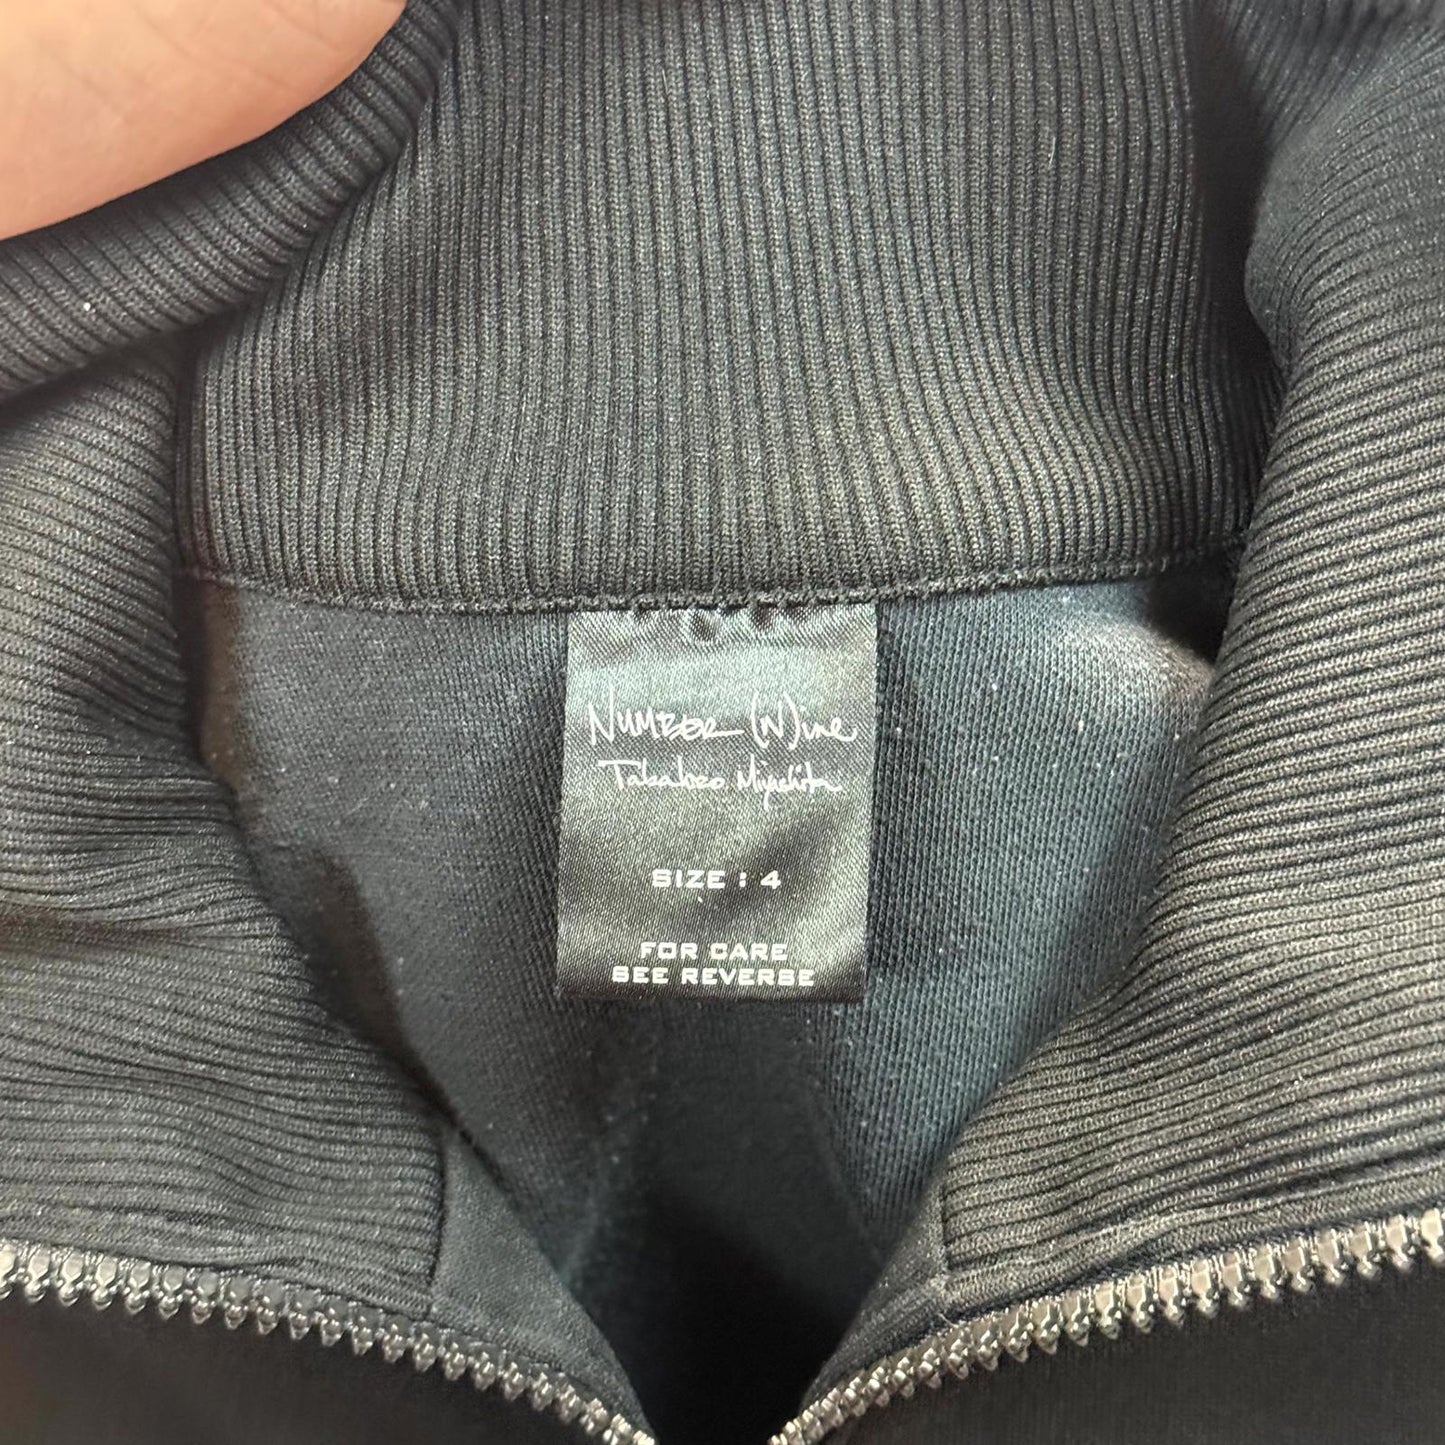 NUMBER (N)ine
Takahiro Miyashita
SIZE : 4
FOR CARE
SEE REVERSE